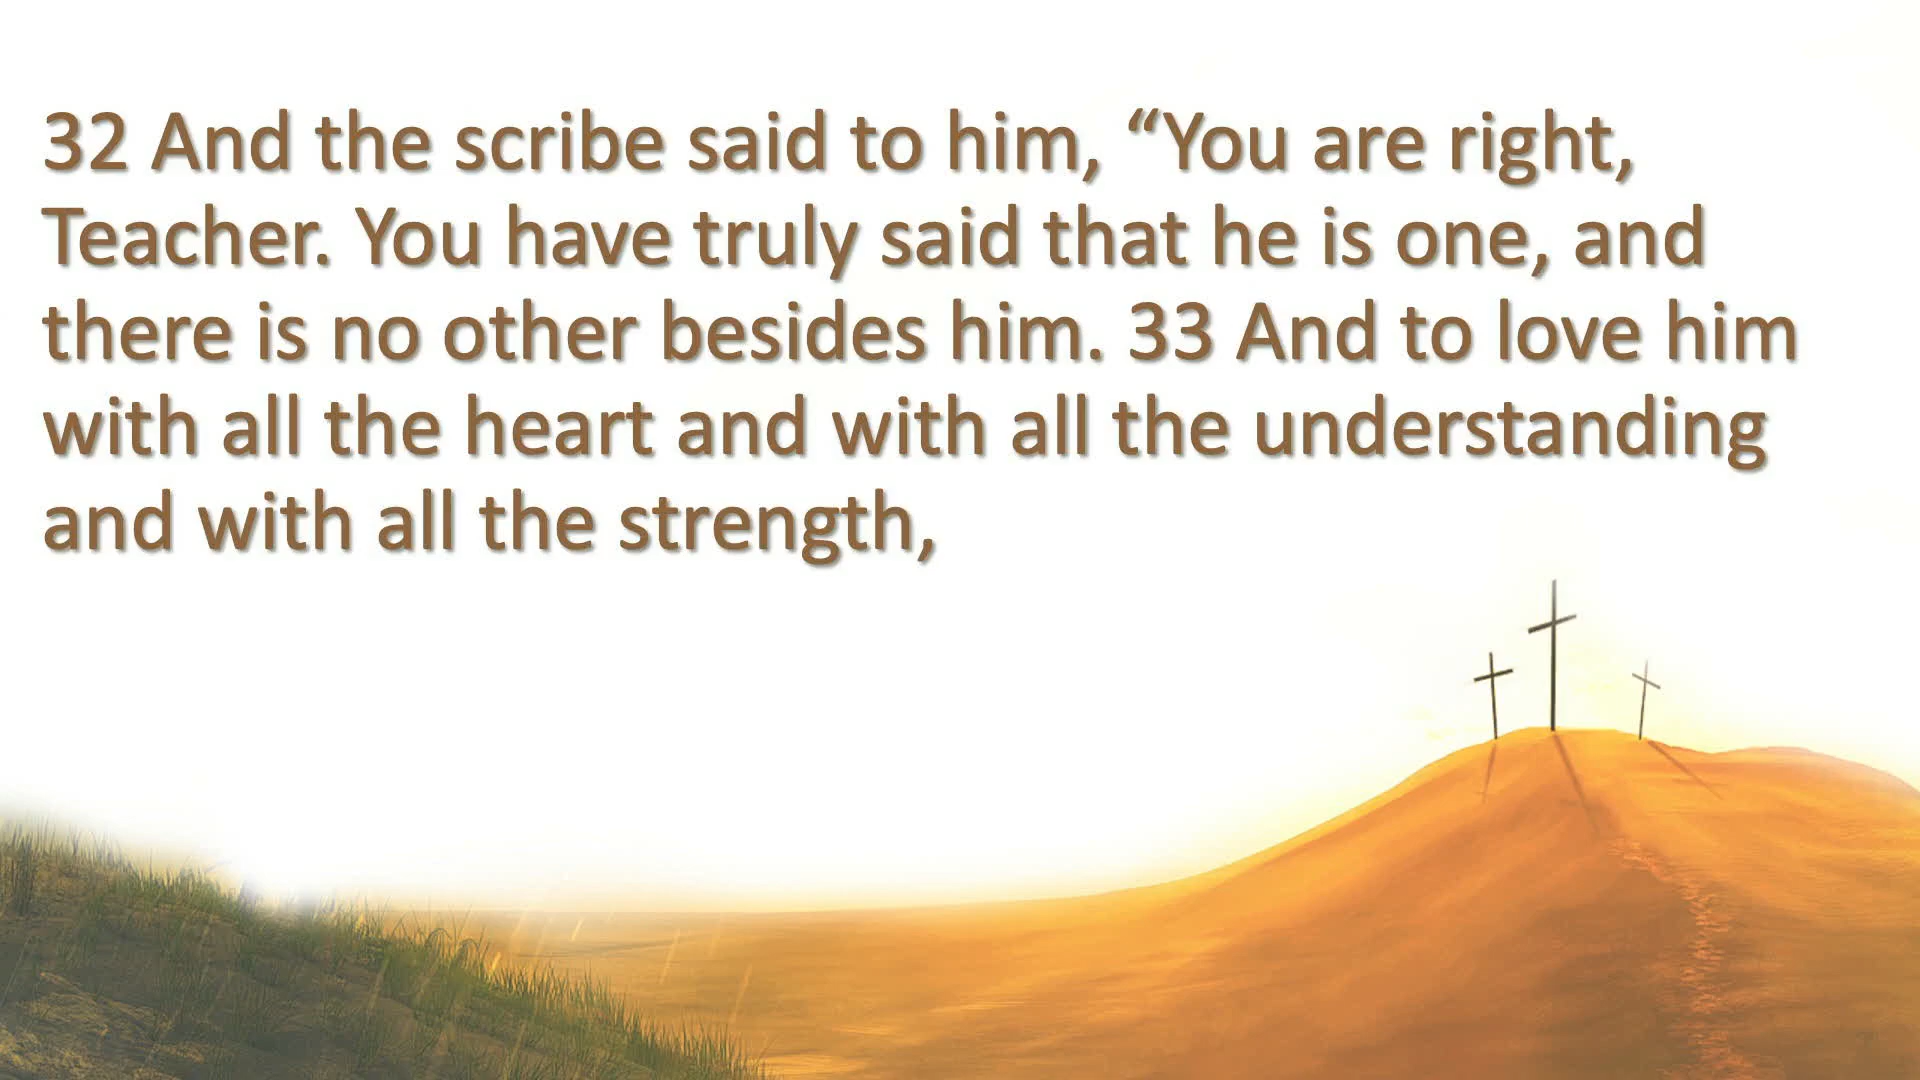 32 And the scribe said to him, “You are right,
Teacher. You have truly said that he is one, and
there is no other besides him. 33 And to love him
with all the heart and with all the understanding
and with all the strength,